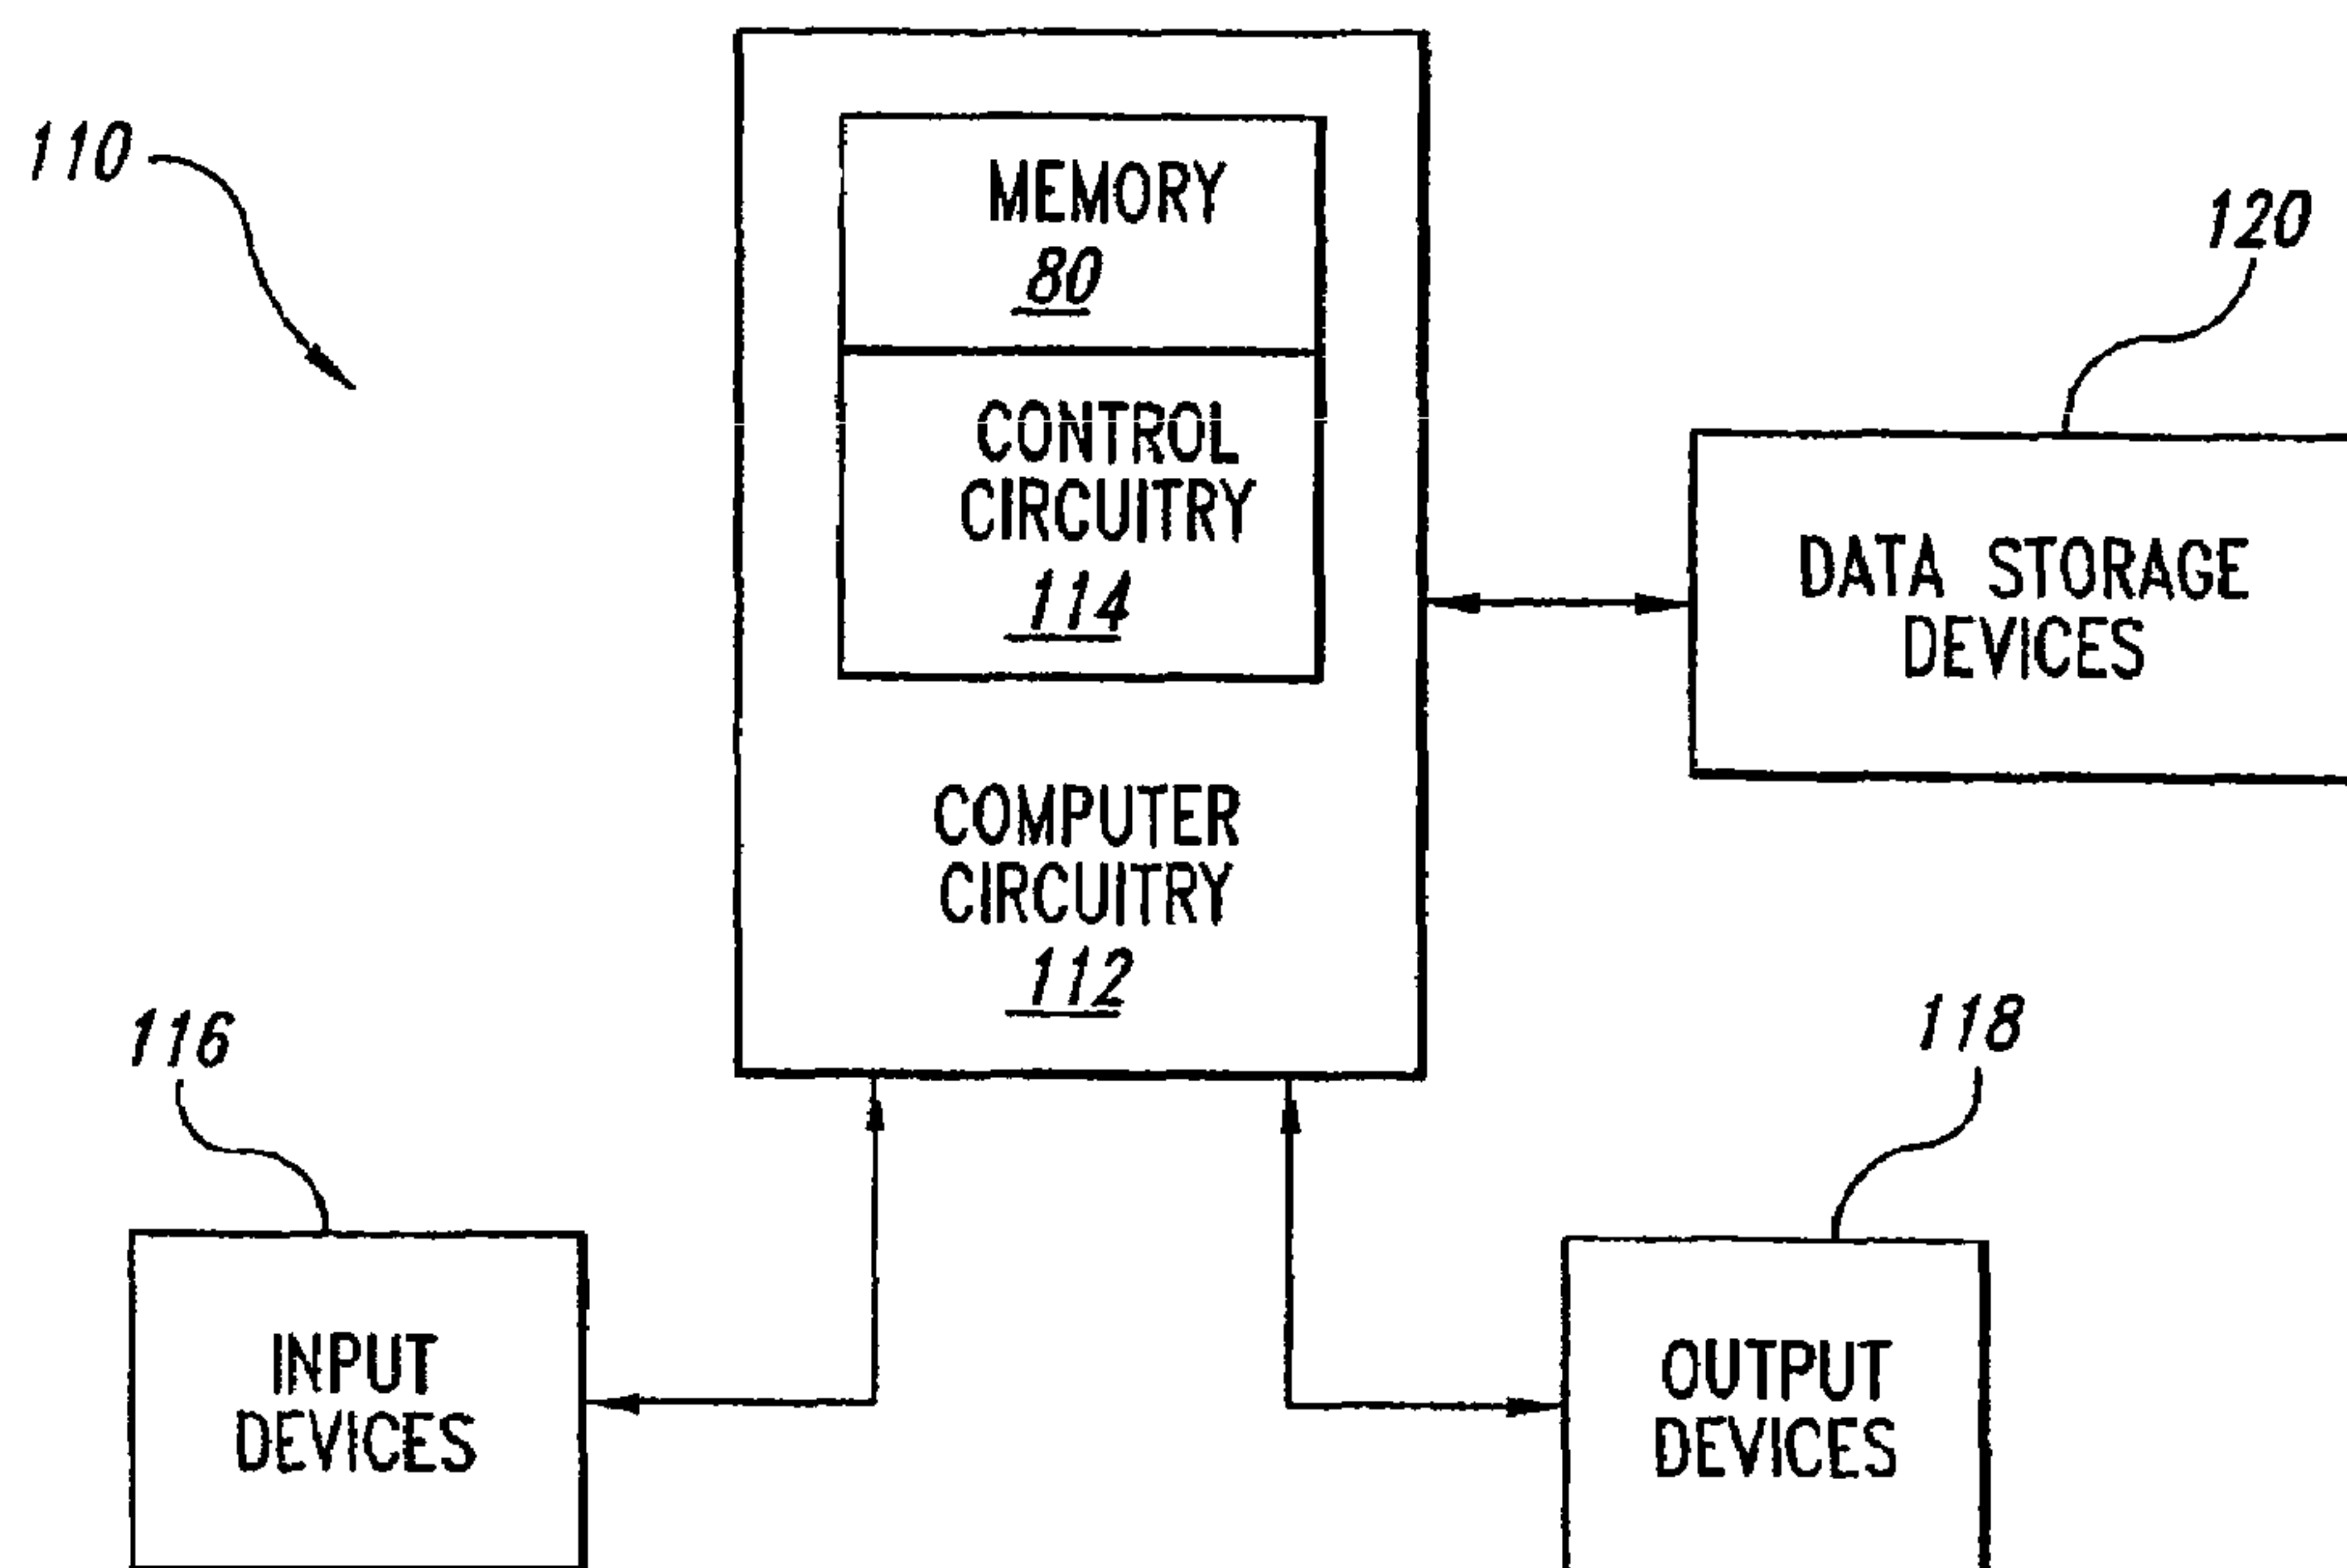 110
MEMORY
80
120
CONTROL
CIRCUITRY
114
DATA STORAGE
DEVICES
COMPUTER
CIRCUITRY
112
116
118
INPUT
DEVICES
OUTPUT
DEVICES